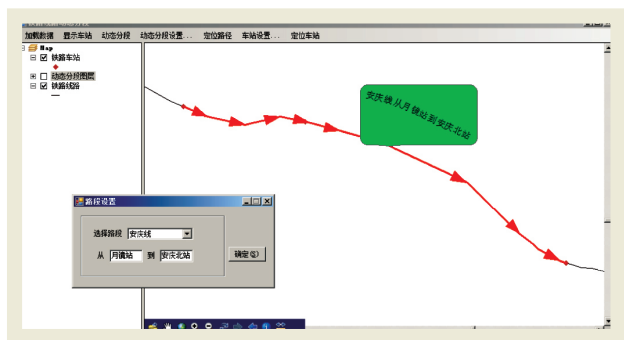 加载数据 显示车站 动态分段 动态分段设置... 定位路径 车站设置... 定位车站
Map
铁路车站
动态分段图层
铁路线路
安庆线从月镜站到安庆北站
路段设置
选择路段 安庆线
从 月镜站 到 安庆北站 确定(S)